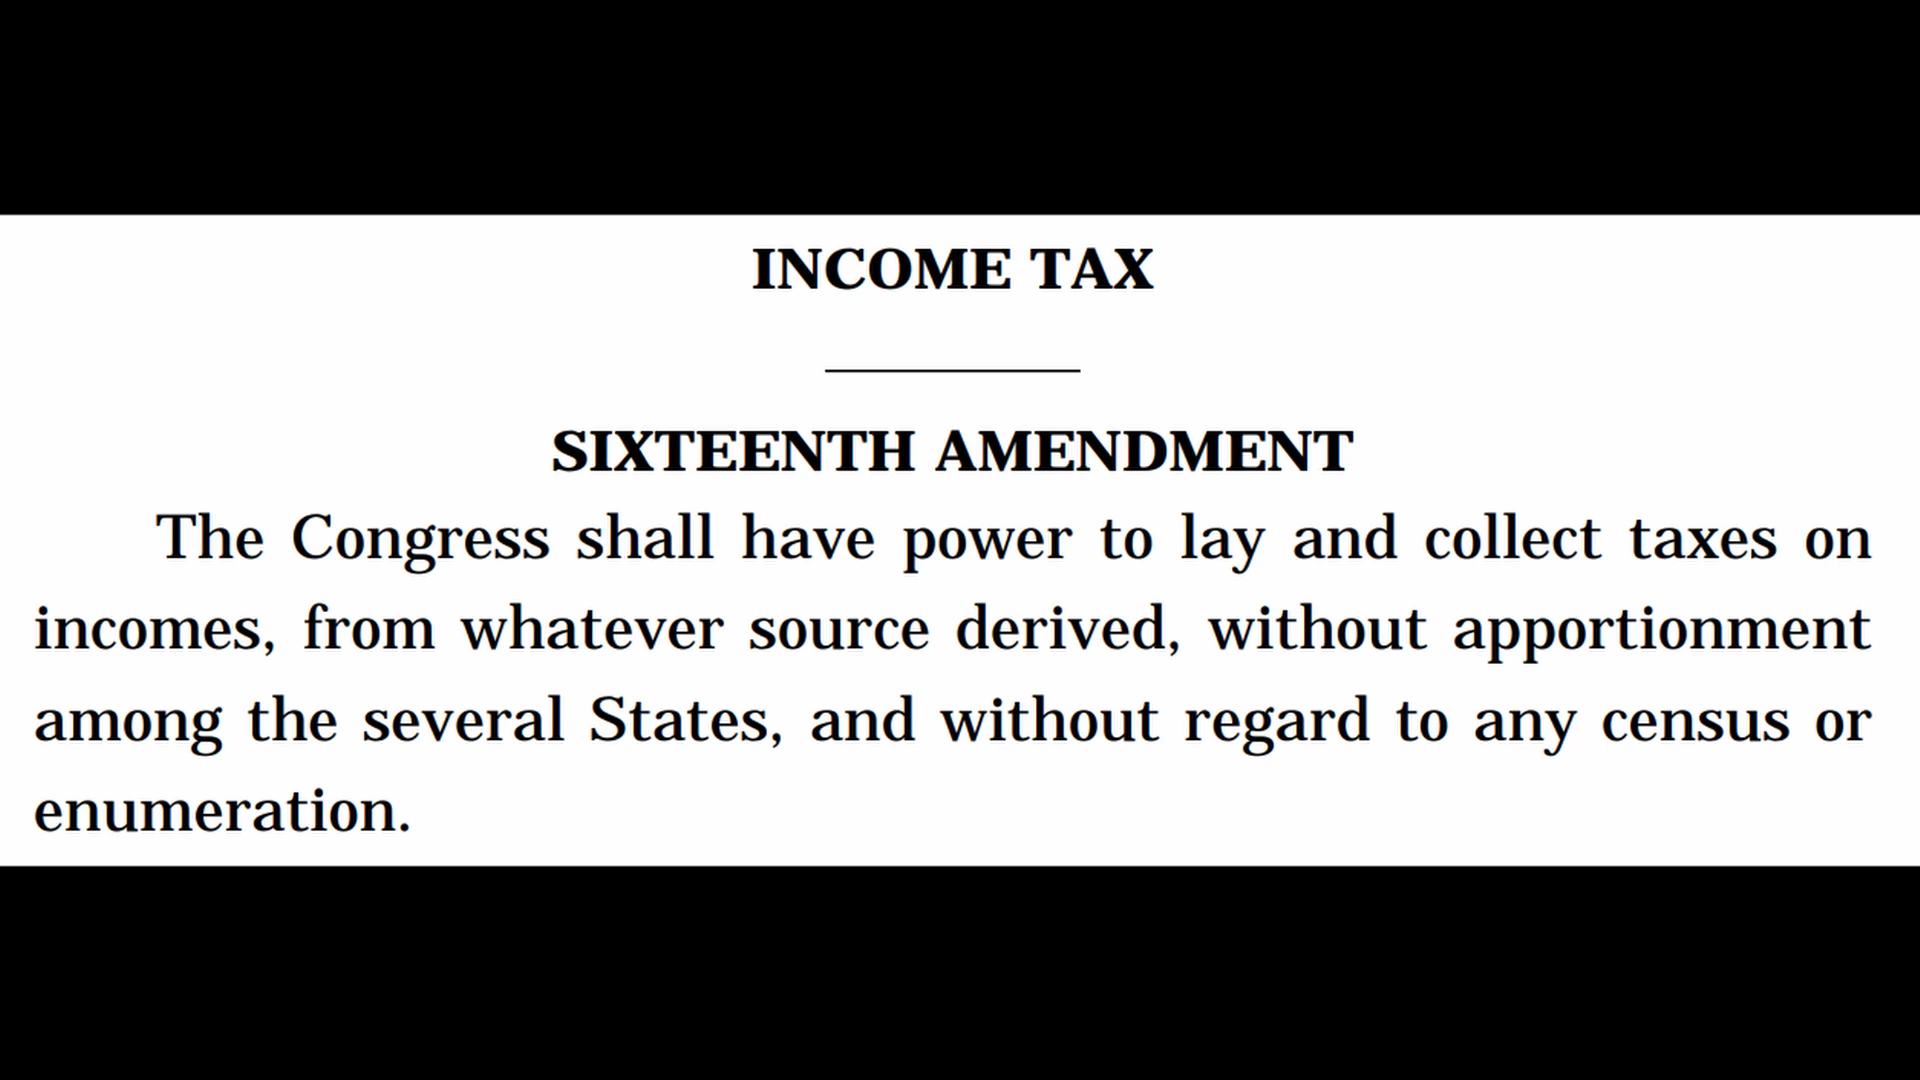 INCOME TAX
SIXTEENTH AMENDMENT
The Congress shall have power to lay and collect taxes on
incomes, from whatever source derived, without apportionment
among the several States, and without regard to any census or
enumeration.